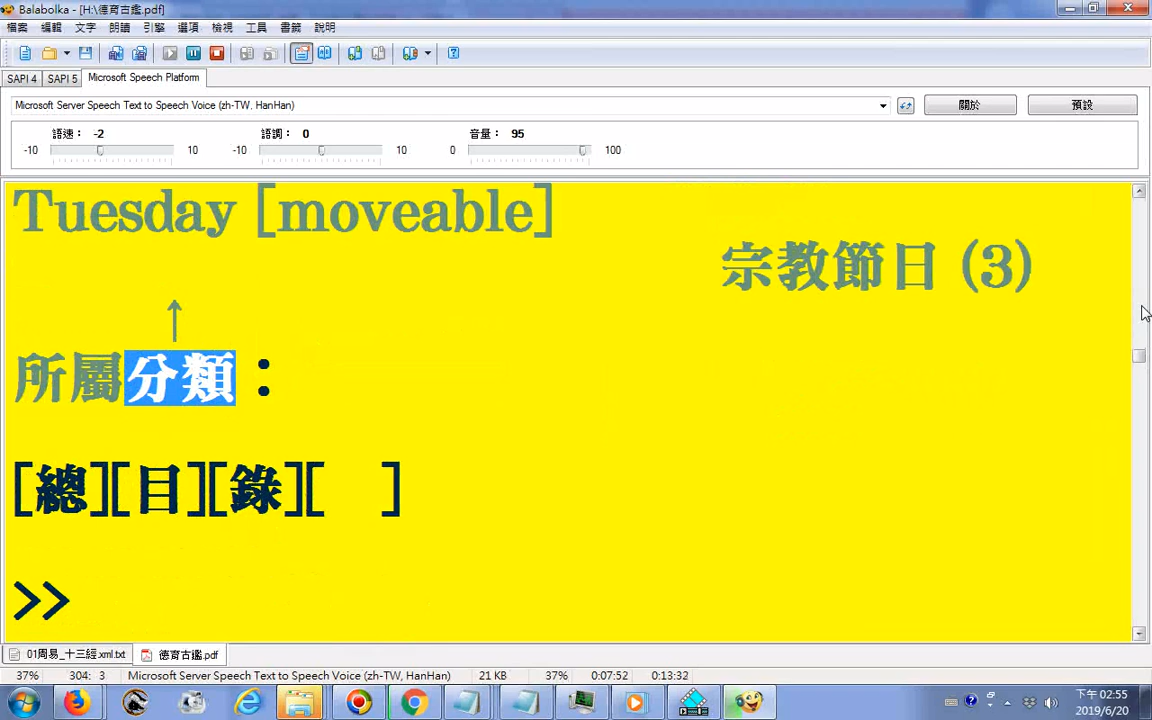 Balabolka - [H:\德育古鑑.pdf]
檔案 編輯 文字 朗讀 引擎 選項 檢視 工具 書籤 說明
SAPI 4 SAPI 5 Microsoft Speech Platform
Microsoft Server Speech Text to Speech Voice (zh-TW, HanHan) 關於 預設
語速： -2 語調： 0 音量： 95
-10 10 -10 10 0 100
Tuesday [moveable]
宗教節日 (3)
↑
所屬分類：
[總][目][錄][ ]
>>
01周易_十三經.xml.txt 德育古鑑.pdf
37% 304: 3 Microsoft Server Speech Text to Speech Voice (zh-TW, HanHan) 21 KB 37% 0:07:52 0:13:32
下午 02:55
2019/6/20